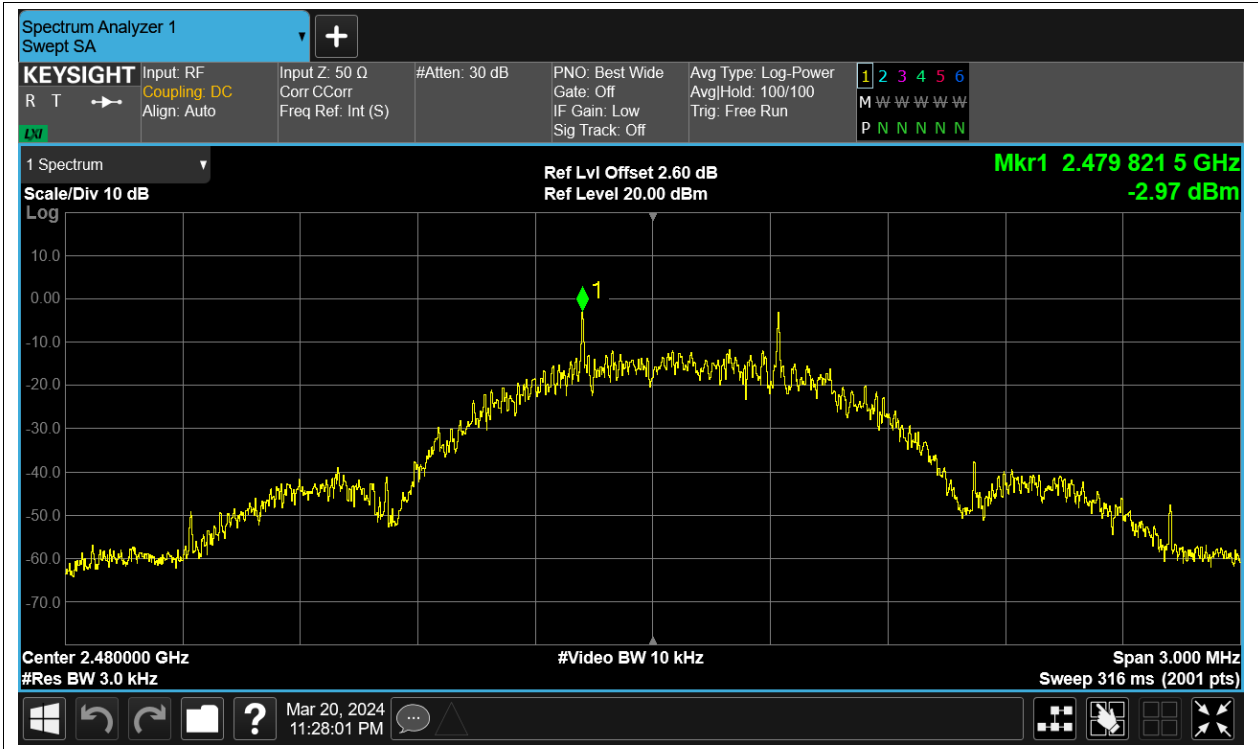 Spectrum Analyzer 1
Swept SA
+
KEYSIGHT
R T
LXI
Input: RF
Coupling: DC
Align: Auto
Input Z: 50 Ω
Corr CCorr
Freq Ref: Int (S)
#Atten: 30 dB
PNO: Best Wide
Gate: Off
IF Gain: Low
Sig Track: Off
Avg Type: Log-Power
Avg|Hold: 100/100
Trig: Free Run
1 2 3 4 5 6
M W W W W W
P N N N N N
1 Spectrum
Scale/Div 10 dB
Log
Ref Lvl Offset 2.60 dB
Ref Level 20.00 dBm
Mkr1 2.479 821 5 GHz
-2.97 dBm
10.0
0.00
-10.0
-20.0
-30.0
-40.0
-50.0
-60.0
-70.0
1
Center 2.480000 GHz
#Res BW 3.0 kHz
#Video BW 10 kHz
Span 3.000 MHz
Sweep 316 ms (2001 pts)
?
Mar 20, 2024
11:28:01 PM